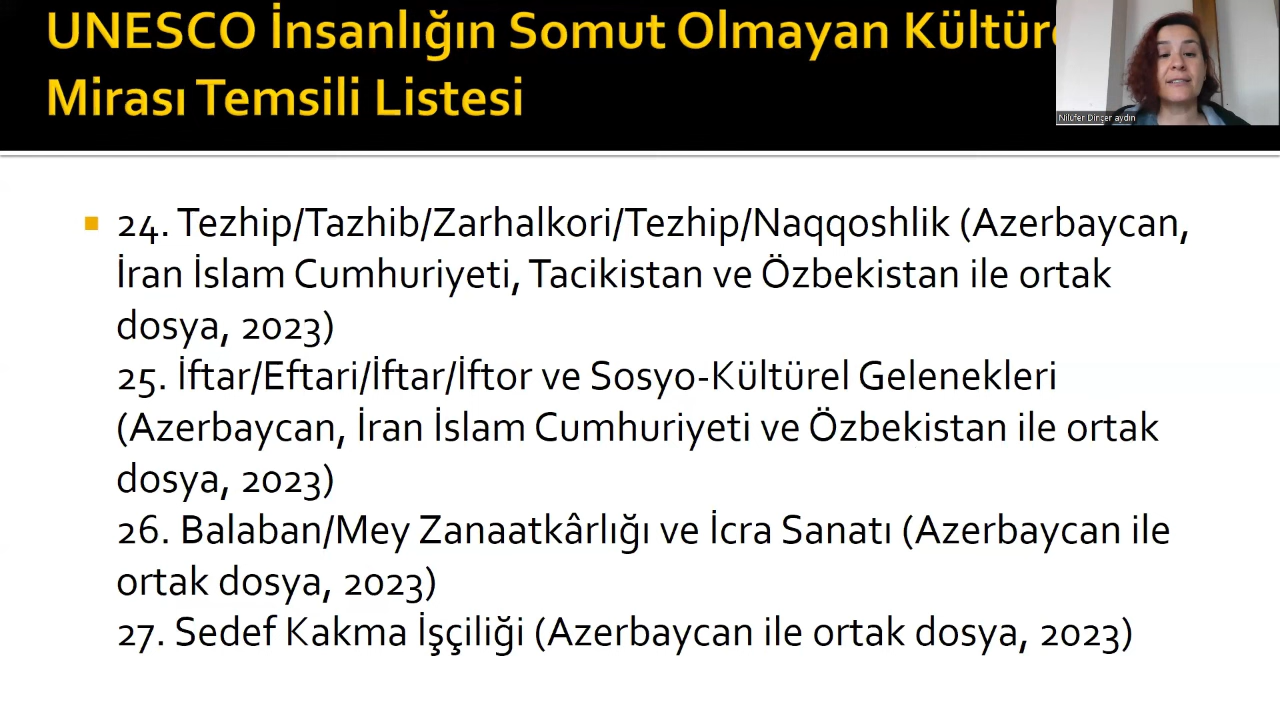 UNESCO İnsanlığın Somut Olmayan Kültüre
Mirası Temsili Listesi
Nilüfer Dinçer aydın
24. Tezhip/Tazhib/Zarhalkori/Tezhip/Naqqoshlik (Azerbaycan,
İran İslam Cumhuriyeti, Tacikistan ve Özbekistan ile ortak
dosya, 2023)
25. İftar/Eftari/İftar/İftor ve Sosyo-Kültürel Gelenekleri
(Azerbaycan, İran İslam Cumhuriyeti ve Özbekistan ile ortak
dosya, 2023)
26. Balaban/Mey Zanaatkârlığı ve İcra Sanatı (Azerbaycan ile
ortak dosya, 2023)
27. Sedef Kakma İşçiliği (Azerbaycan ile ortak dosya, 2023)